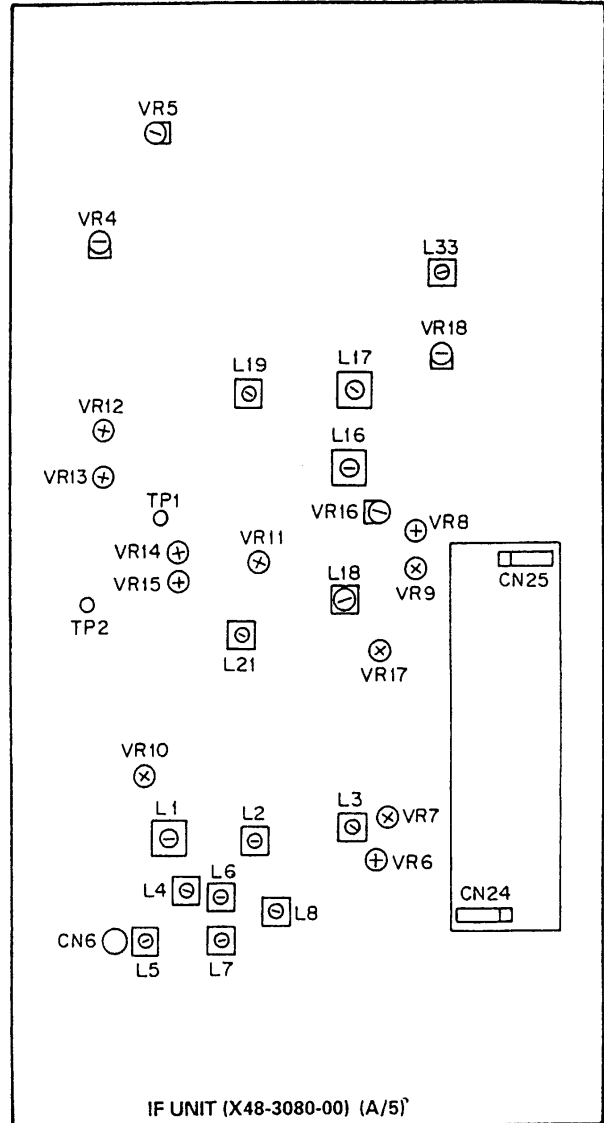 VR5
VR4
L33
VR18
L19
L17
VR12
L16
VR13
TP1
VR16
VR8
VR14
VR11
VR15
L18
VR9
CN25
TP2
L21
VR17
VR10
L1
L2
L3
VR7
VR6
L4
L6
L8
CN24
CN6
L5
L7
IF UNIT (X48-3080-00) (A/5)